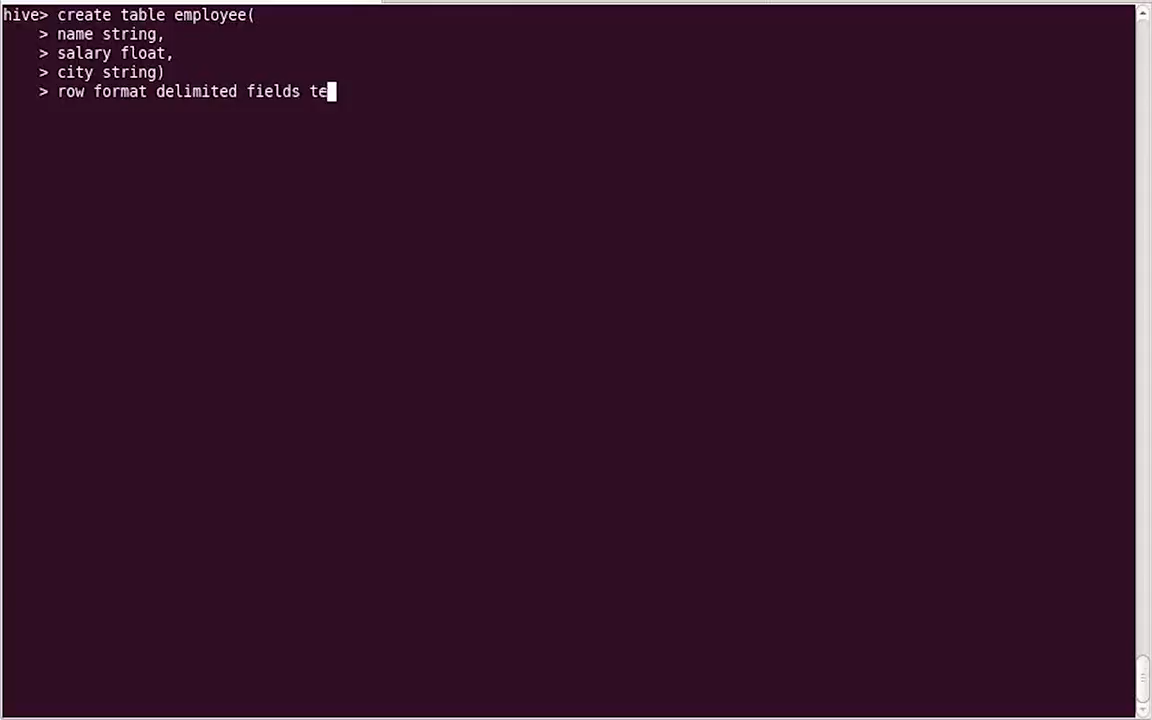 hive> create table employee(
> name string,
> salary float,
> city string)
> row format delimited fields te